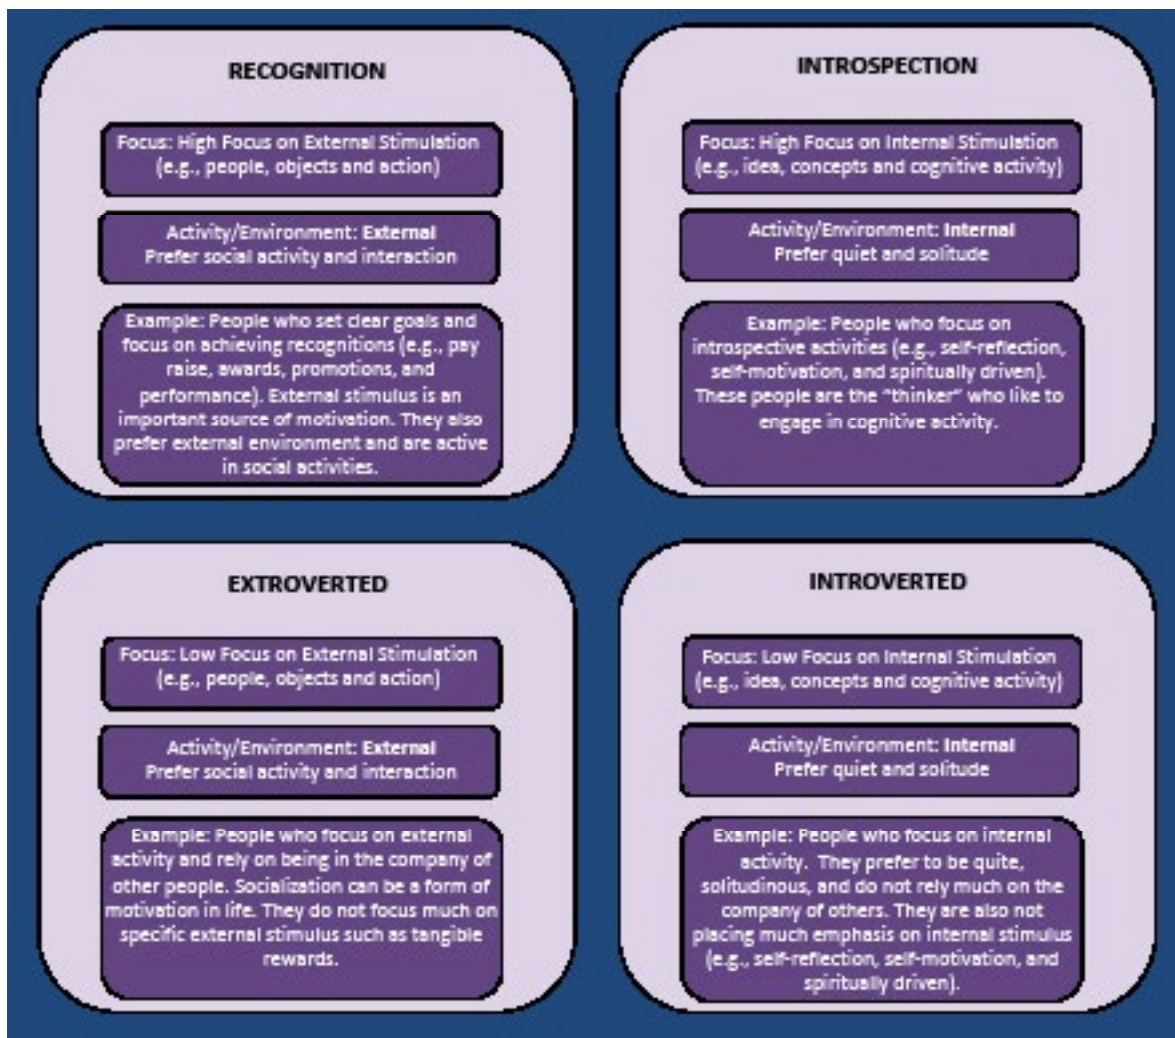 RECOGNITION
Focus: High Focus on External Stimulation
(e.g., people, objects and action)
Activity/Environment: External
Prefer social activity and interaction
Example: People who set clear goals and
focus on achieving recognitions (e.g., pay
raise, awards, promotions, and
performance). External stimulus is an
important source of motivation. They also
prefer external environment and are active
in social activities.
INTROSPECTION
Focus: High Focus on Internal Stimulation
(e.g., idea, concepts and cognitive activity)
Activity/Environment: Internal
Prefer quiet and solitude
Example: People who focus on
introspective activities (e.g., self-reflection,
self-motivation, and spiritually driven).
These people are the “thinker” who like to
engage in cognitive activity.
EXTROVERTED
Focus: Low Focus on External Stimulation
(e.g., people, objects and action)
Activity/Environment: External
Prefer social activity and interaction
Example: People who focus on external
activity and rely on being in the company of
other people. Socialization can be a form of
motivation in life. They do not focus much on
specific external stimulus such as tangible
rewards.
INTROVERTED
Focus: Low Focus on Internal Stimulation
(e.g., idea, concepts and cognitive activity)
Activity/Environment: Internal
Prefer quiet and solitude
Example: People who focus on internal
activity. They prefer to be quite,
solitudinous, and do not rely much on the
company of others. They are also not
placing much emphasis on internal stimulus
(e.g., self-reflection, self-motivation, and
spiritually driven).